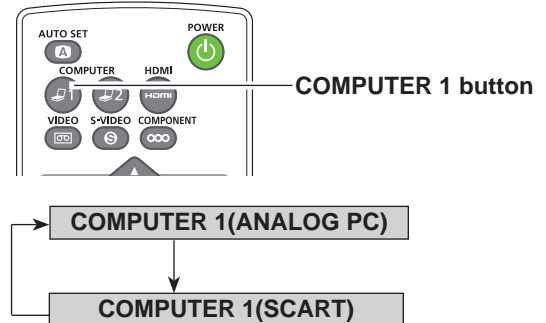 AUTO SET
POWER
A
COMPUTER
HDMI
1
2
HDMI
COMPUTER 1 button
VIDEO
S-VIDEO
COMPONENT
S
COMPUTER 1(ANALOG PC)
COMPUTER 1(SCART)